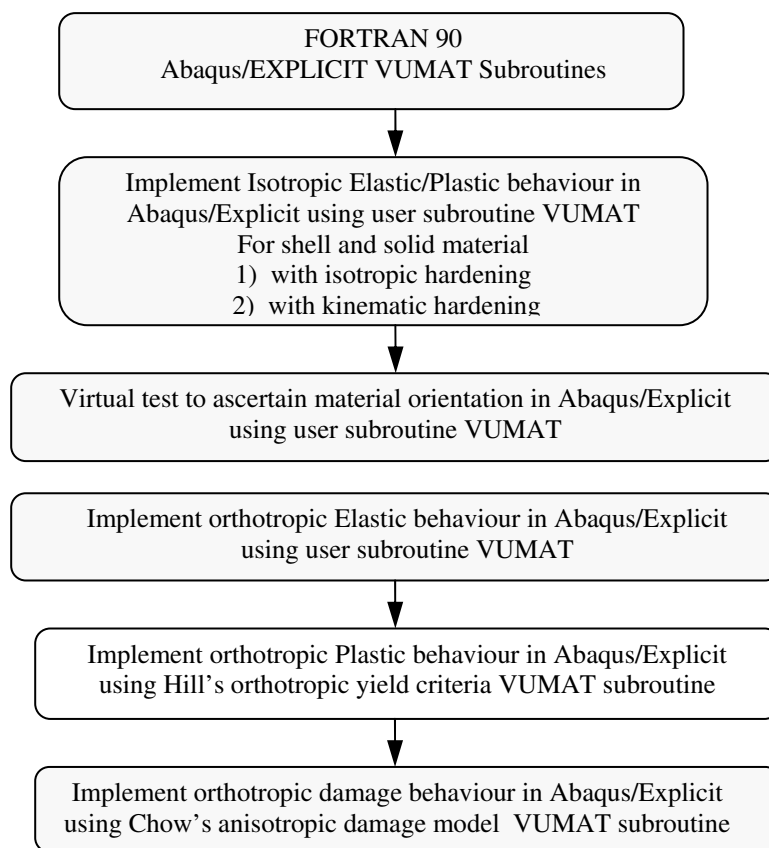 FORTRAN 90
Abaqus/EXPLICIT VUMAT Subroutines
Implement Isotropic Elastic/Plastic behaviour in
Abaqus/Explicit using user subroutine VUMAT
For shell and solid material
1) with isotropic hardening
2) with kinematic hardening
Virtual test to ascertain material orientation in Abaqus/Explicit
using user subroutine VUMAT
Implement orthotropic Elastic behaviour in Abaqus/Explicit
using user subroutine VUMAT
Implement orthotropic Plastic behaviour in Abaqus/Explicit
using Hill's orthotropic yield criteria VUMAT subroutine
Implement orthotropic damage behaviour in Abaqus/Explicit
using Chow's anisotropic damage model VUMAT subroutine